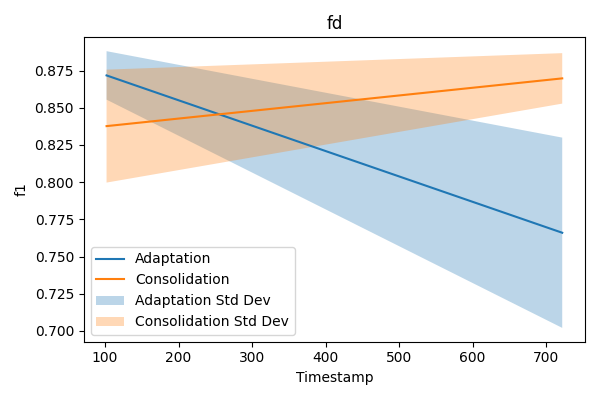 fd
0.875
0.850
0.825
0.800
0.775
0.750
0.725
0.700
f1
Adaptation
Consolidation
Adaptation Std Dev
Consolidation Std Dev
100 200 300 400 500 600 700
Timestamp